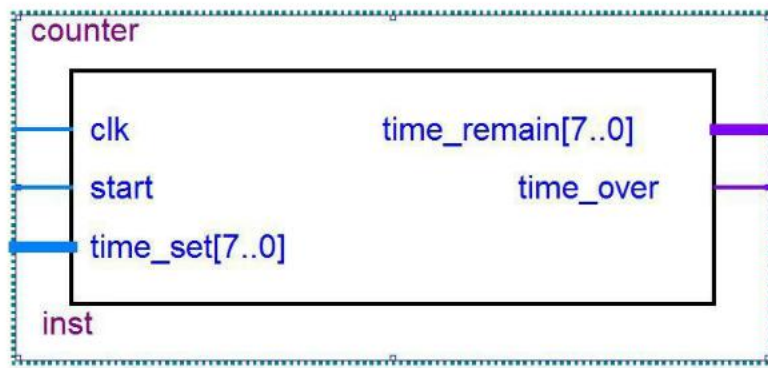 counter
clk time_remain[7..0]
start time_over
time_set[7..0]
inst